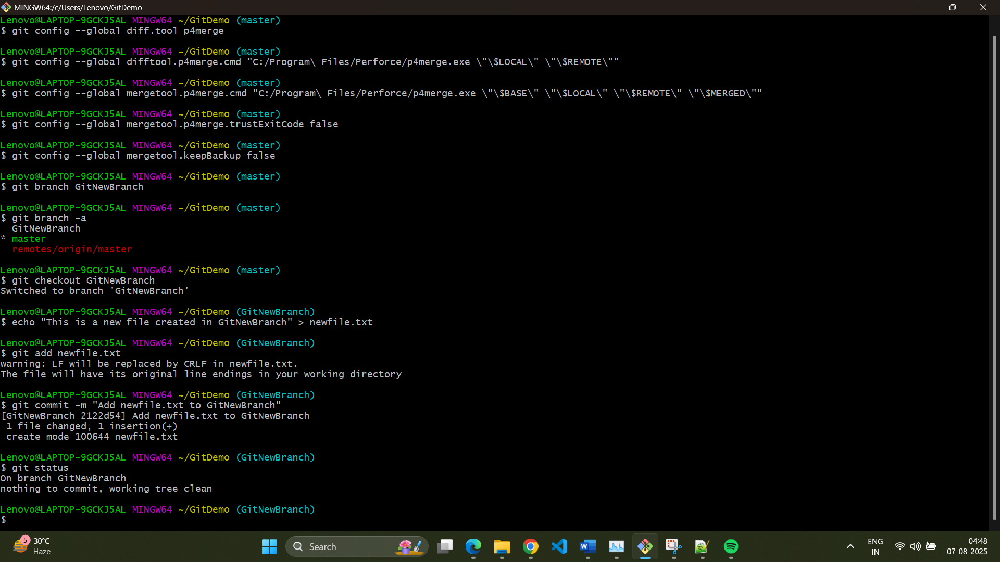 MINGW64:/c/Users/Lenovo/GitDemo
Lenovo@LAPTOP-9GCKJ5AL MINGW64 ~/GitDemo (master)
$ git config --global diff.tool p4merge
Lenovo@LAPTOP-9GCKJ5AL MINGW64 ~/GitDemo (master)
$ git config --global difftool.p4merge.cmd "C:/Program\ Files/Perforce/p4merge.exe \"\$LOCAL\" \"\$REMOTE\""
Lenovo@LAPTOP-9GCKJ5AL MINGW64 ~/GitDemo (master)
$ git config --global mergetool.p4merge.cmd "C:/Program\ Files/Perforce/p4merge.exe \"\$BASE\" \"\$LOCAL\" \"\$REMOTE\" \"\$MERGED\""
Lenovo@LAPTOP-9GCKJ5AL MINGW64 ~/GitDemo (master)
$ git config --global mergetool.p4merge.trustExitCode false
Lenovo@LAPTOP-9GCKJ5AL MINGW64 ~/GitDemo (master)
$ git config --global mergetool.keepBackup false
Lenovo@LAPTOP-9GCKJ5AL MINGW64 ~/GitDemo (master)
$ git branch GitNewBranch
Lenovo@LAPTOP-9GCKJ5AL MINGW64 ~/GitDemo (master)
$ git branch -a
  GitNewBranch
* master
  remotes/origin/master
Lenovo@LAPTOP-9GCKJ5AL MINGW64 ~/GitDemo (master)
$ git checkout GitNewBranch
Switched to branch 'GitNewBranch'
Lenovo@LAPTOP-9GCKJ5AL MINGW64 ~/GitDemo (GitNewBranch)
$ echo "This is a new file created in GitNewBranch" > newfile.txt
Lenovo@LAPTOP-9GCKJ5AL MINGW64 ~/GitDemo (GitNewBranch)
$ git add newfile.txt
warning: LF will be replaced by CRLF in newfile.txt.
The file will have its original line endings in your working directory
Lenovo@LAPTOP-9GCKJ5AL MINGW64 ~/GitDemo (GitNewBranch)
$ git commit -m "Add newfile.txt to GitNewBranch"
[GitNewBranch 2122d54] Add newfile.txt to GitNewBranch
 1 file changed, 1 insertion(+)
 create mode 100644 newfile.txt
Lenovo@LAPTOP-9GCKJ5AL MINGW64 ~/GitDemo (GitNewBranch)
$ git status
On branch GitNewBranch
nothing to commit, working tree clean
Lenovo@LAPTOP-9GCKJ5AL MINGW64 ~/GitDemo (GitNewBranch)
$
5
30°C
Haze
Search
ENG
IN
04:48
07-08-2025